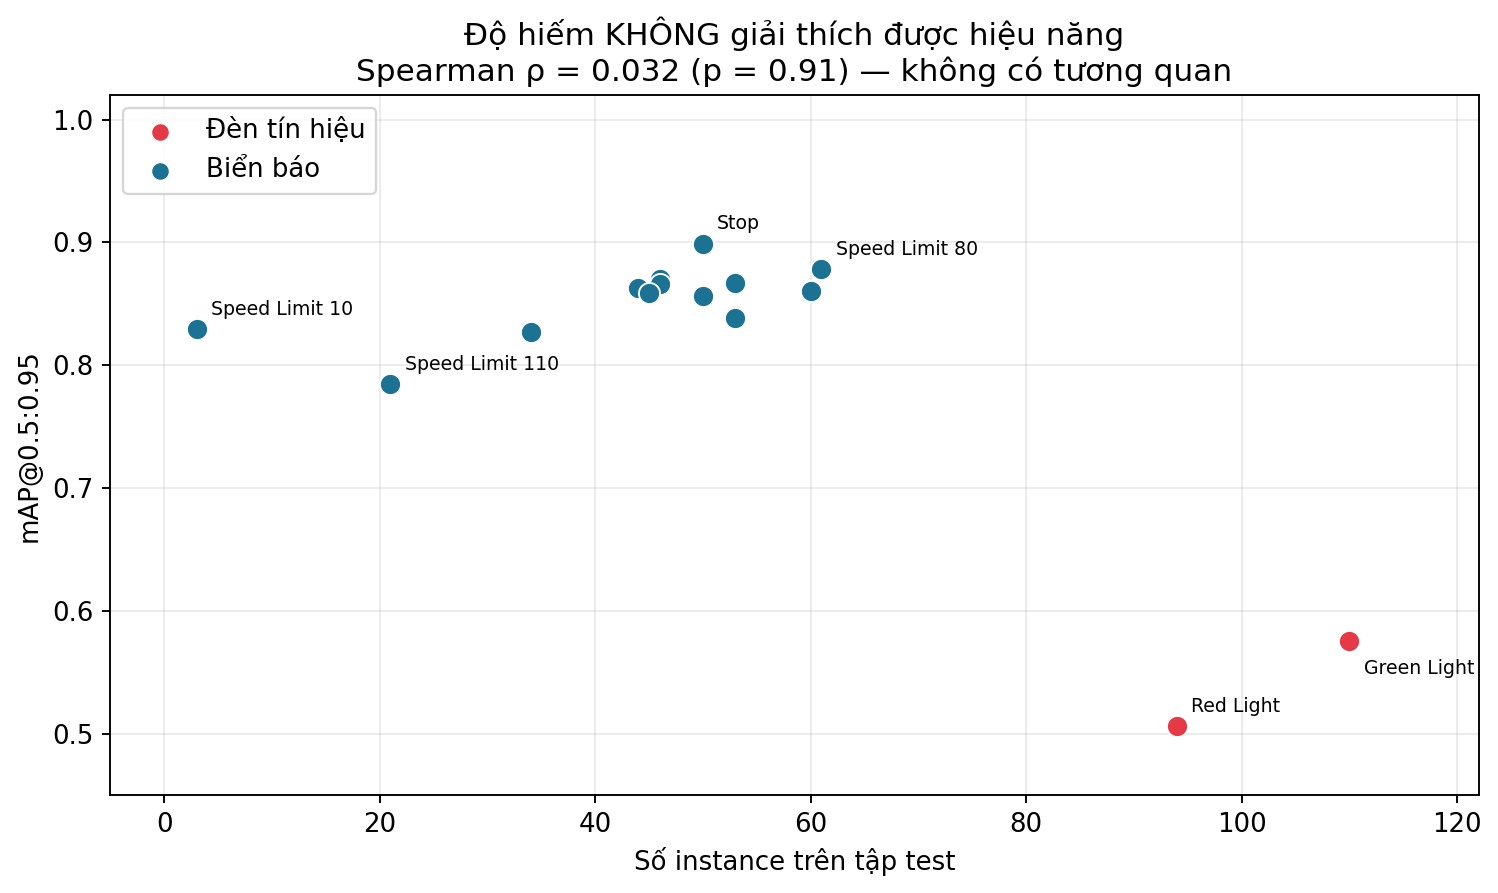 Độ hiếm KHÔNG giải thích được hiệu năng
Spearman ρ = 0.032 (p = 0.91) — không có tương quan
Đèn tín hiệu
Biển báo
mAP@0.5:0.95
1.0
0.9
0.8
0.7
0.6
0.5
Stop
Speed Limit 80
Speed Limit 10
Speed Limit 110
Green Light
Red Light
0
20
40
60
80
100
120
Số instance trên tập test